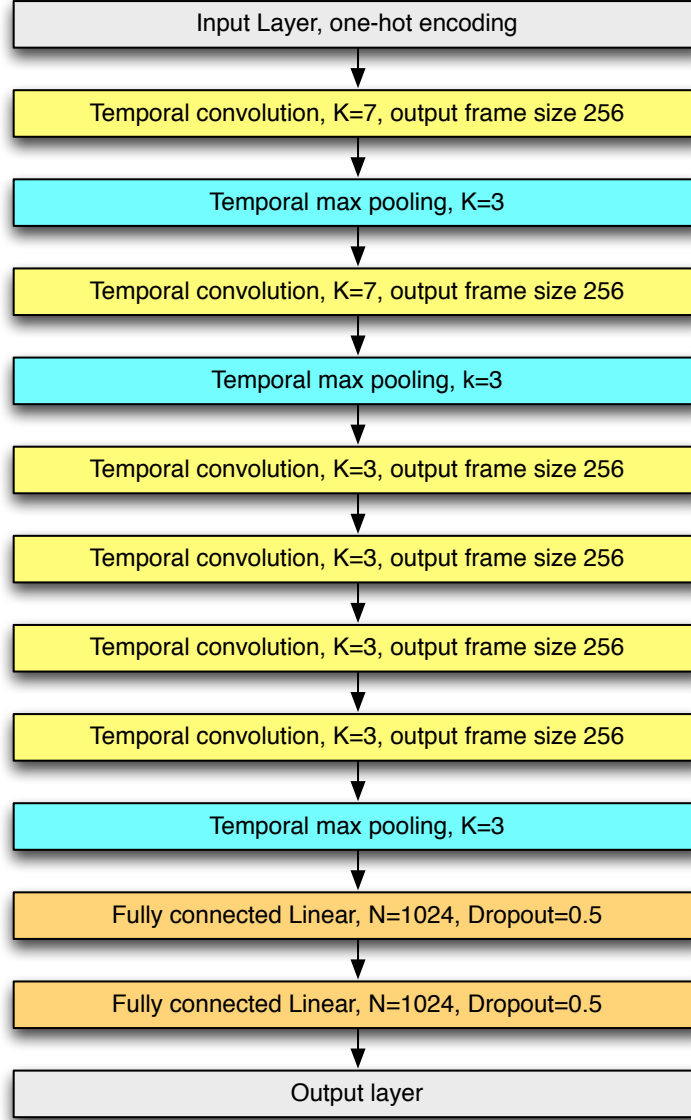 Input Layer, one-hot encoding
Temporal convolution, K=7, output frame size 256
Temporal max pooling, K=3
Temporal convolution, K=7, output frame size 256
Temporal max pooling, k=3
Temporal convolution, K=3, output frame size 256
Temporal convolution, K=3, output frame size 256
Temporal convolution, K=3, output frame size 256
Temporal convolution, K=3, output frame size 256
Temporal max pooling, K=3
Fully connected Linear, N=1024, Dropout=0.5
Fully connected Linear, N=1024, Dropout=0.5
Output layer